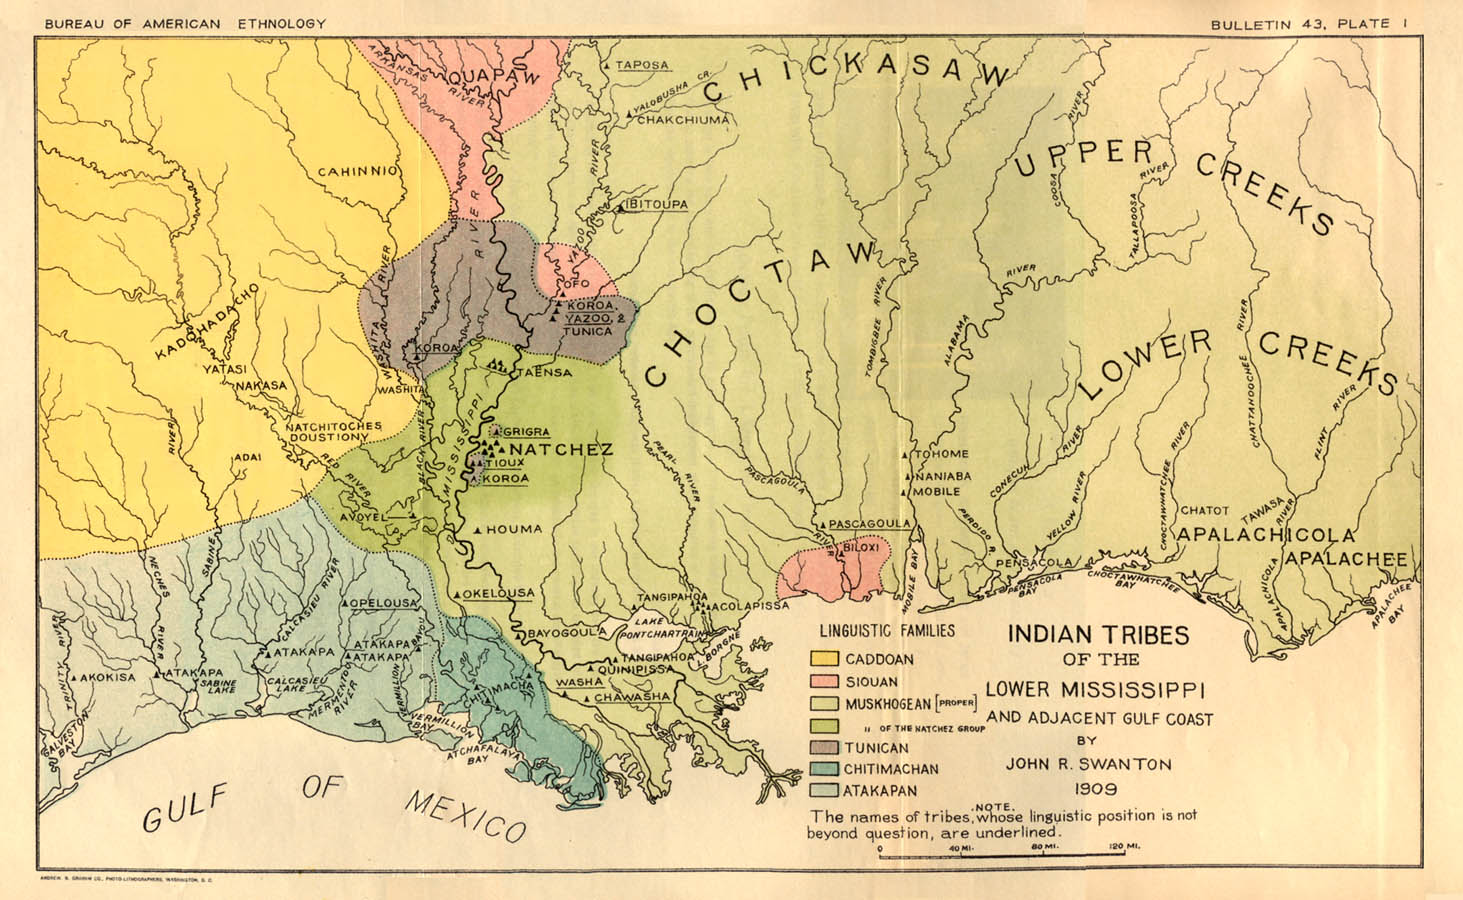 BUREAU OF AMERICAN ETHNOLOGY
BULLETIN 43, PLATE 1
ARKANSAS RIVER
QUAPAW
TAPOSA
YALOBUSHA CR.
CHAKCHIUMA
CHICKASAW
UPPER CREEKS
COOSA RIVER
TALLAPOOSA RIVER
CAHINNIO
YAZOO RIVER
IBITOUPA
RIVER
CHOCTAW
WASHITA RIVER
OFO
KOROA,
YAZOO, &
TUNICA
KADOHADACHO
KOROA
YATASI
NAKASA
WASHITA
TAENSA
TOMBIGBEE RIVER
ALABAMA RIVER
LOWER CREEKS
CHATTANOOCHEE RIVER
FLINT RIVER
NATCHITOCHES
DOUSTIONY
GRIGRA
NATCHEZ
TIOUX
KOROA
MISSISSIPPI
BLACK RIVER
RED RIVER
ADAI
RIVER
AVOYEL
HOUMA
PEARL RIVER
PASCAGOULA RIVER
TOHOME
NANIABA
MOBILE
CONECUH RIVER
YELLOW RIVER
CHOCTAWHATCHEE RIVER
PERDIDO R.
CHATOT
TAWASA
APALACHICOLA
APALACHEE
PASCAGOULA
BILOXI
PENSACOLA
PENSACOLA BAY
CHOCTAWHATCHEE BAY
APALACHICOLA RIVER
APALACHEE BAY
MOBILE BAY
NECHES RIVER
SABINE
CALCASIEU RIVER
OPELOUSA
OKELOUSA
TANGIPAHOA
ACOLAPISSA
LAKE PONTCHARTRAIN
L. BORGNE
BAYOGOULA
TANGIPAHOA
QUINIPISSA
WASHA
CHAWASHA
CHITIMACHA
TRINITY RIVER
AKOKISA
ATAKAPA
SABINE LAKE
ATAKAPA
CALCASIEU LAKE
ATAKAPA
ATAKAPA
MERMENTOU RIVER
VERMILLION BAYOU
VERMILLION BAY
ATCHAFALAYA BAY
GALVESTON BAY
GULF OF MEXICO
LINGUISTIC FAMILIES
CADDOAN
SIOUAN
MUSKHOGEAN [PROPER]
" OF THE NATCHEZ GROUP
TUNICAN
CHITIMACHAN
ATAKAPAN
INDIAN TRIBES
OF THE
LOWER MISSISSIPPI
AND ADJACENT GULF COAST
BY
JOHN R. SWANTON
1909
NOTE.
The names of tribes, whose linguistic position is not
beyond question, are underlined.
0 40 MI. 80 MI. 120 MI.
ANDREW B. GRAHAM CO., PHOTO-LITHOGRAPHERS, WASHINGTON, D. C.